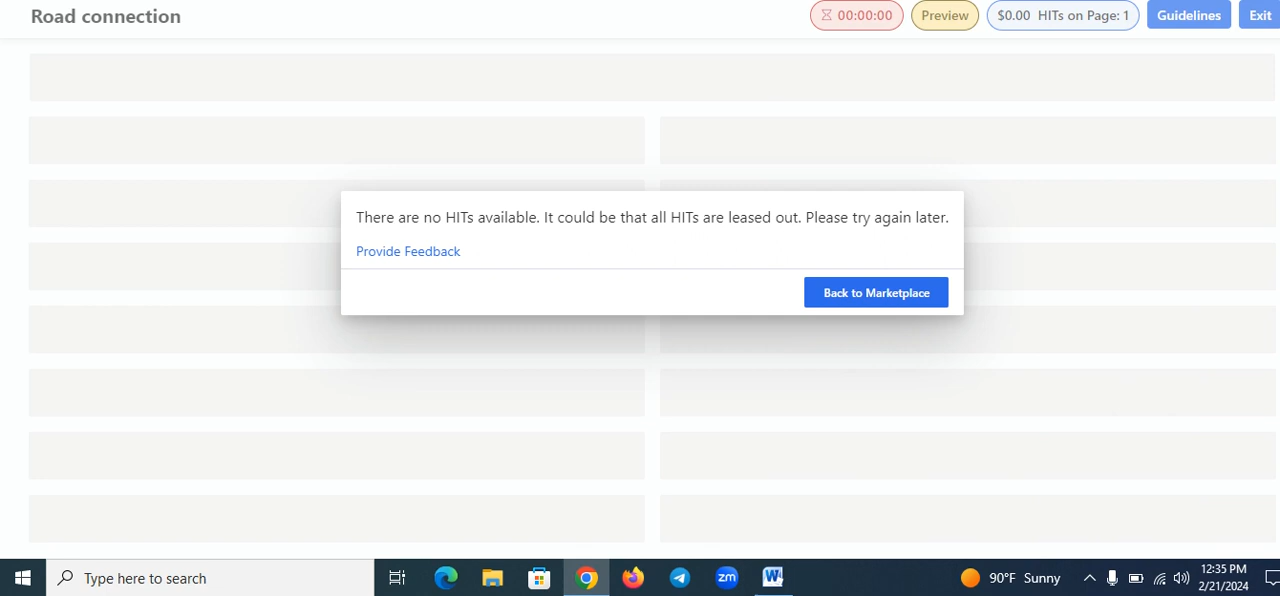 Road connection
00:00:00
Preview
$0.00 HITs on Page: 1
Guidelines
Exit
There are no HITs available. It could be that all HITs are leased out. Please try again later.
Provide Feedback
Back to Marketplace
Type here to search
zm
W
90°F Sunny
12:35 PM
2/21/2024